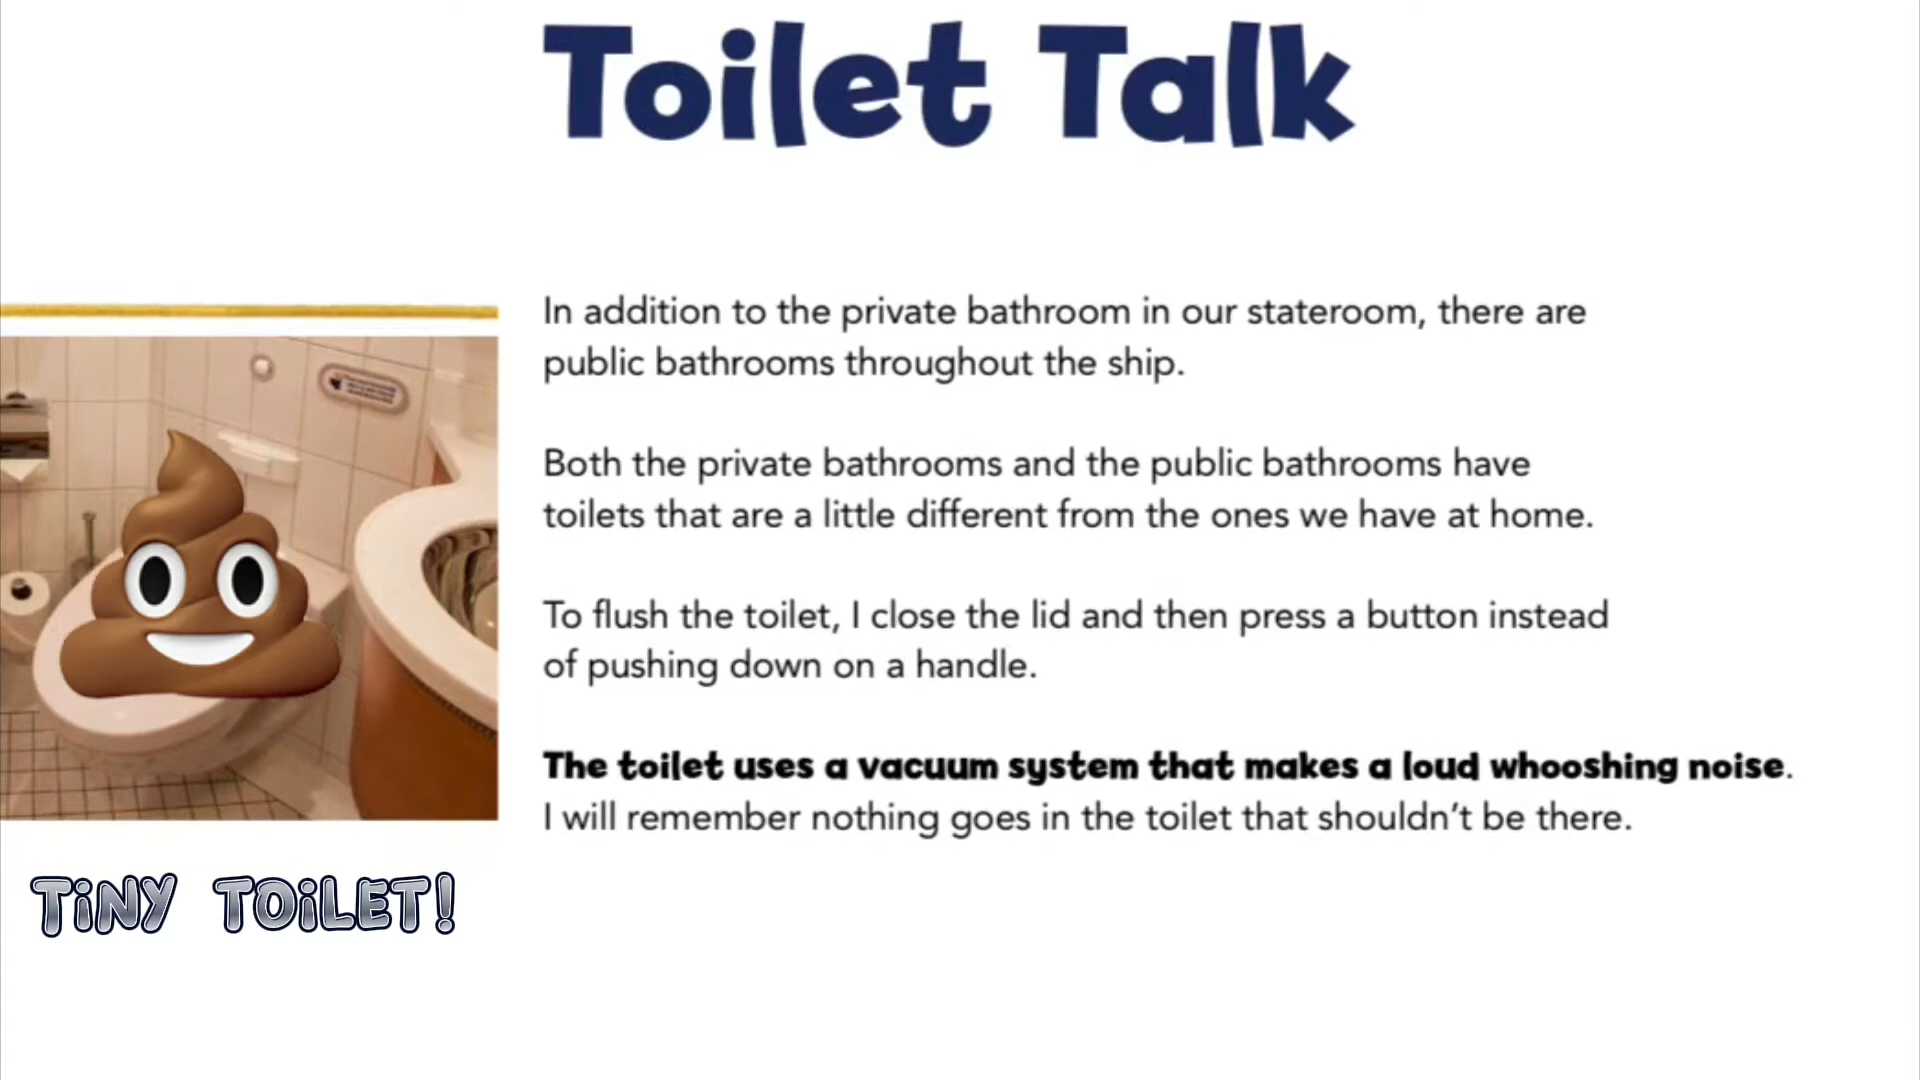 Toilet Talk
In addition to the private bathroom in our stateroom, there are
public bathrooms throughout the ship.
Both the private bathrooms and the public bathrooms have
toilets that are a little different from the ones we have at home.
To flush the toilet, I close the lid and then press a button instead
of pushing down on a handle.
The toilet uses a vacuum system that makes a loud whooshing noise.
I will remember nothing goes in the toilet that shouldn't be there.
TiNY TOiLET!